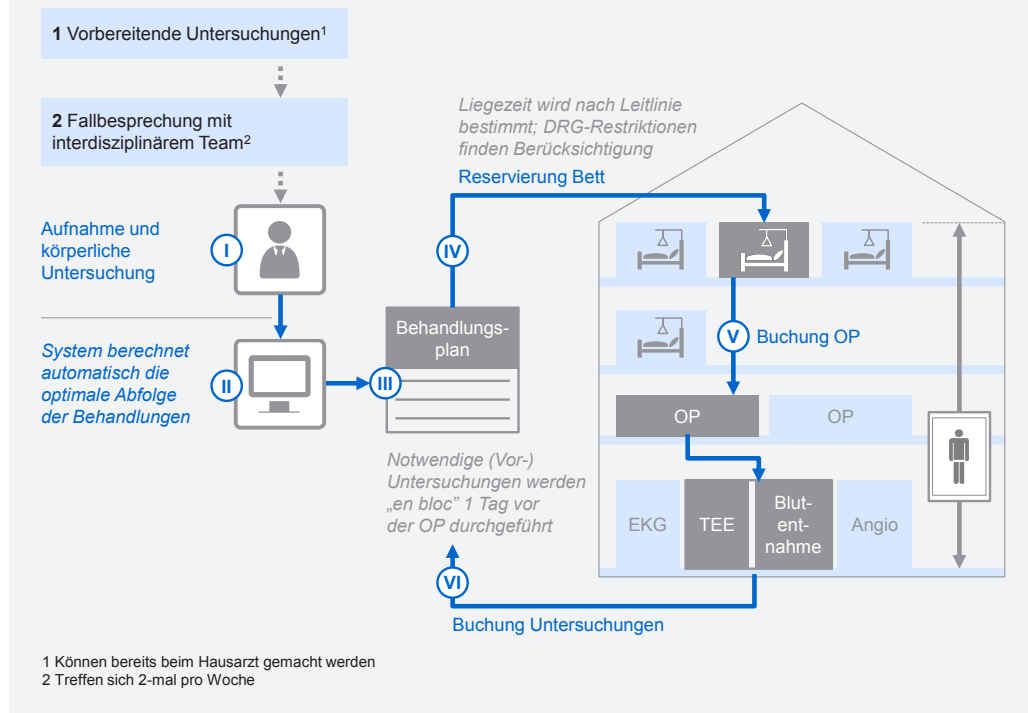 1 Vorbereitende Untersuchungen¹
2 Fallbesprechung mit
interdisziplinärem Team²
Aufnahme und
körperliche
Untersuchung
I
System berechnet
automatisch die
optimale Abfolge
der Behandlungen
II
III
Behandlungs-
plan
Notwendige (Vor-)
Untersuchungen werden
„en bloc” 1 Tag vor
der OP durchgeführt
Liegezeit wird nach Leitlinie
bestimmt; DRG-Restriktionen
finden Berücksichtigung
Reservierung Bett
IV
V
Buchung OP
OP
OP
EKG
TEE
Blut-
ent-
nahme
Angio
VI
Buchung Untersuchungen
1 Können bereits beim Hausarzt gemacht werden
2 Treffen sich 2-mal pro Woche